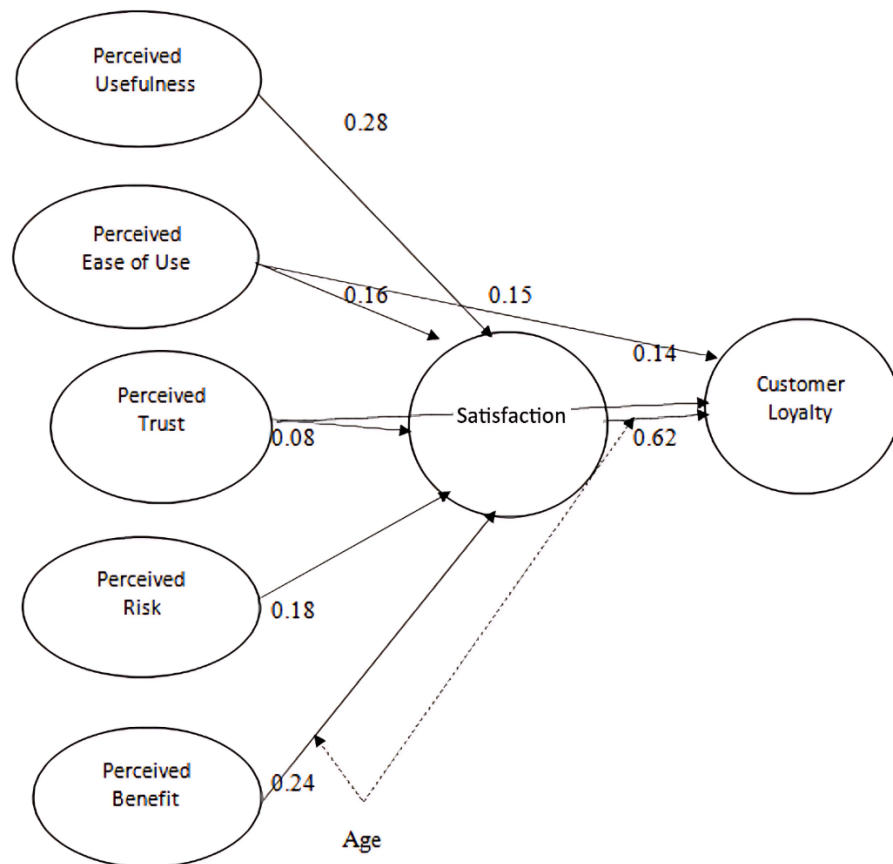 Perceived
Usefulness
0.28
Perceived
Ease of Use
0.16
0.15
0.14
Perceived
Trust
0.08
Satisfaction
0.62
Customer
Loyalty
Perceived
Risk
0.18
Perceived
Benefit
0.24
Age